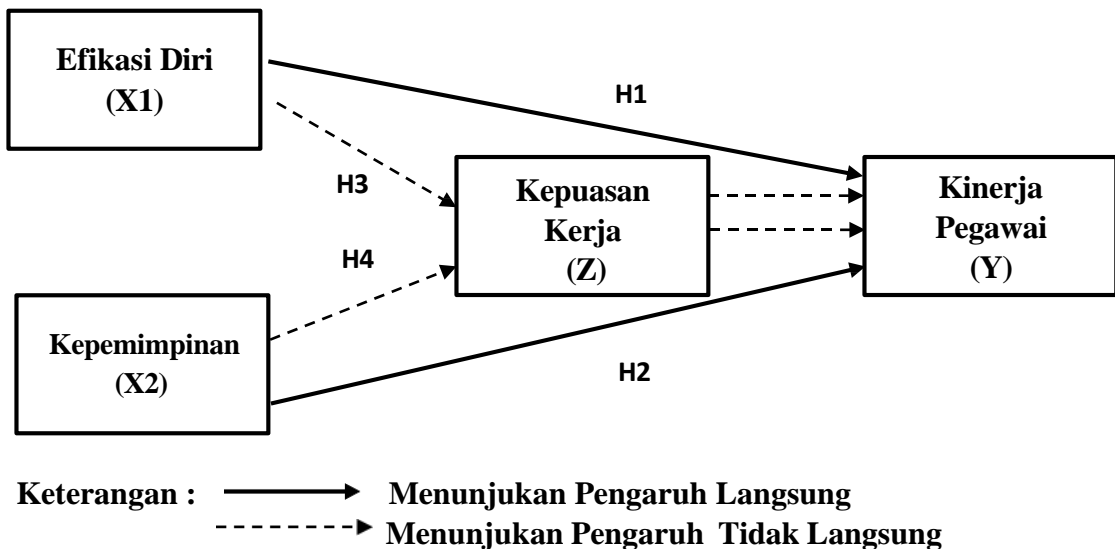 Efikasi Diri
(X1)
H1
H3
Kepuasan
Kerja
(Z)
Kinerja
Pegawai
(Y)
H4
Kepemimpinan
(X2)
H2
Keterangan :
Menunjukan Pengaruh Langsung
Menunjukan Pengaruh Tidak Langsung